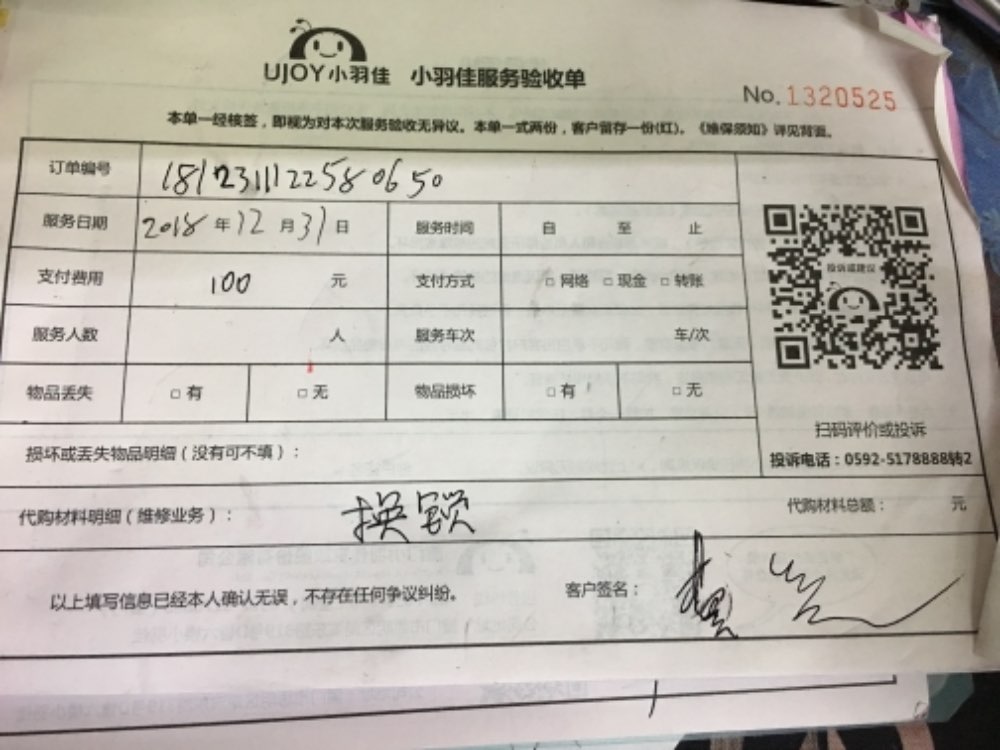 UJOY小羽佳 小羽佳服务验收单
No. 1320525
本单一经核签，即视为对本次服务验收无异议。本单一式两份，客户留存一份(红)。《维保须知》详见背面。
订单编号 181231112258 0650
服务日期 2018 年 12 月 31 日 服务时间 自 至 止
投诉或建议
支付费用 100 元 支付方式 □ 网络 □ 现金 □ 转账
服务人数 人 服务车次 车/次
物品丢失 □ 有 □ 无 物品损坏 □ 有 □ 无
扫码评价或投诉
投诉电话：0592-5178888转2
损坏或丢失物品明细（没有可不填）：
代购材料明细（维修业务）： 换锁 代购材料总额： 元
以上填写信息已经本人确认无误，不存在任何争议纠纷。 客户签名：